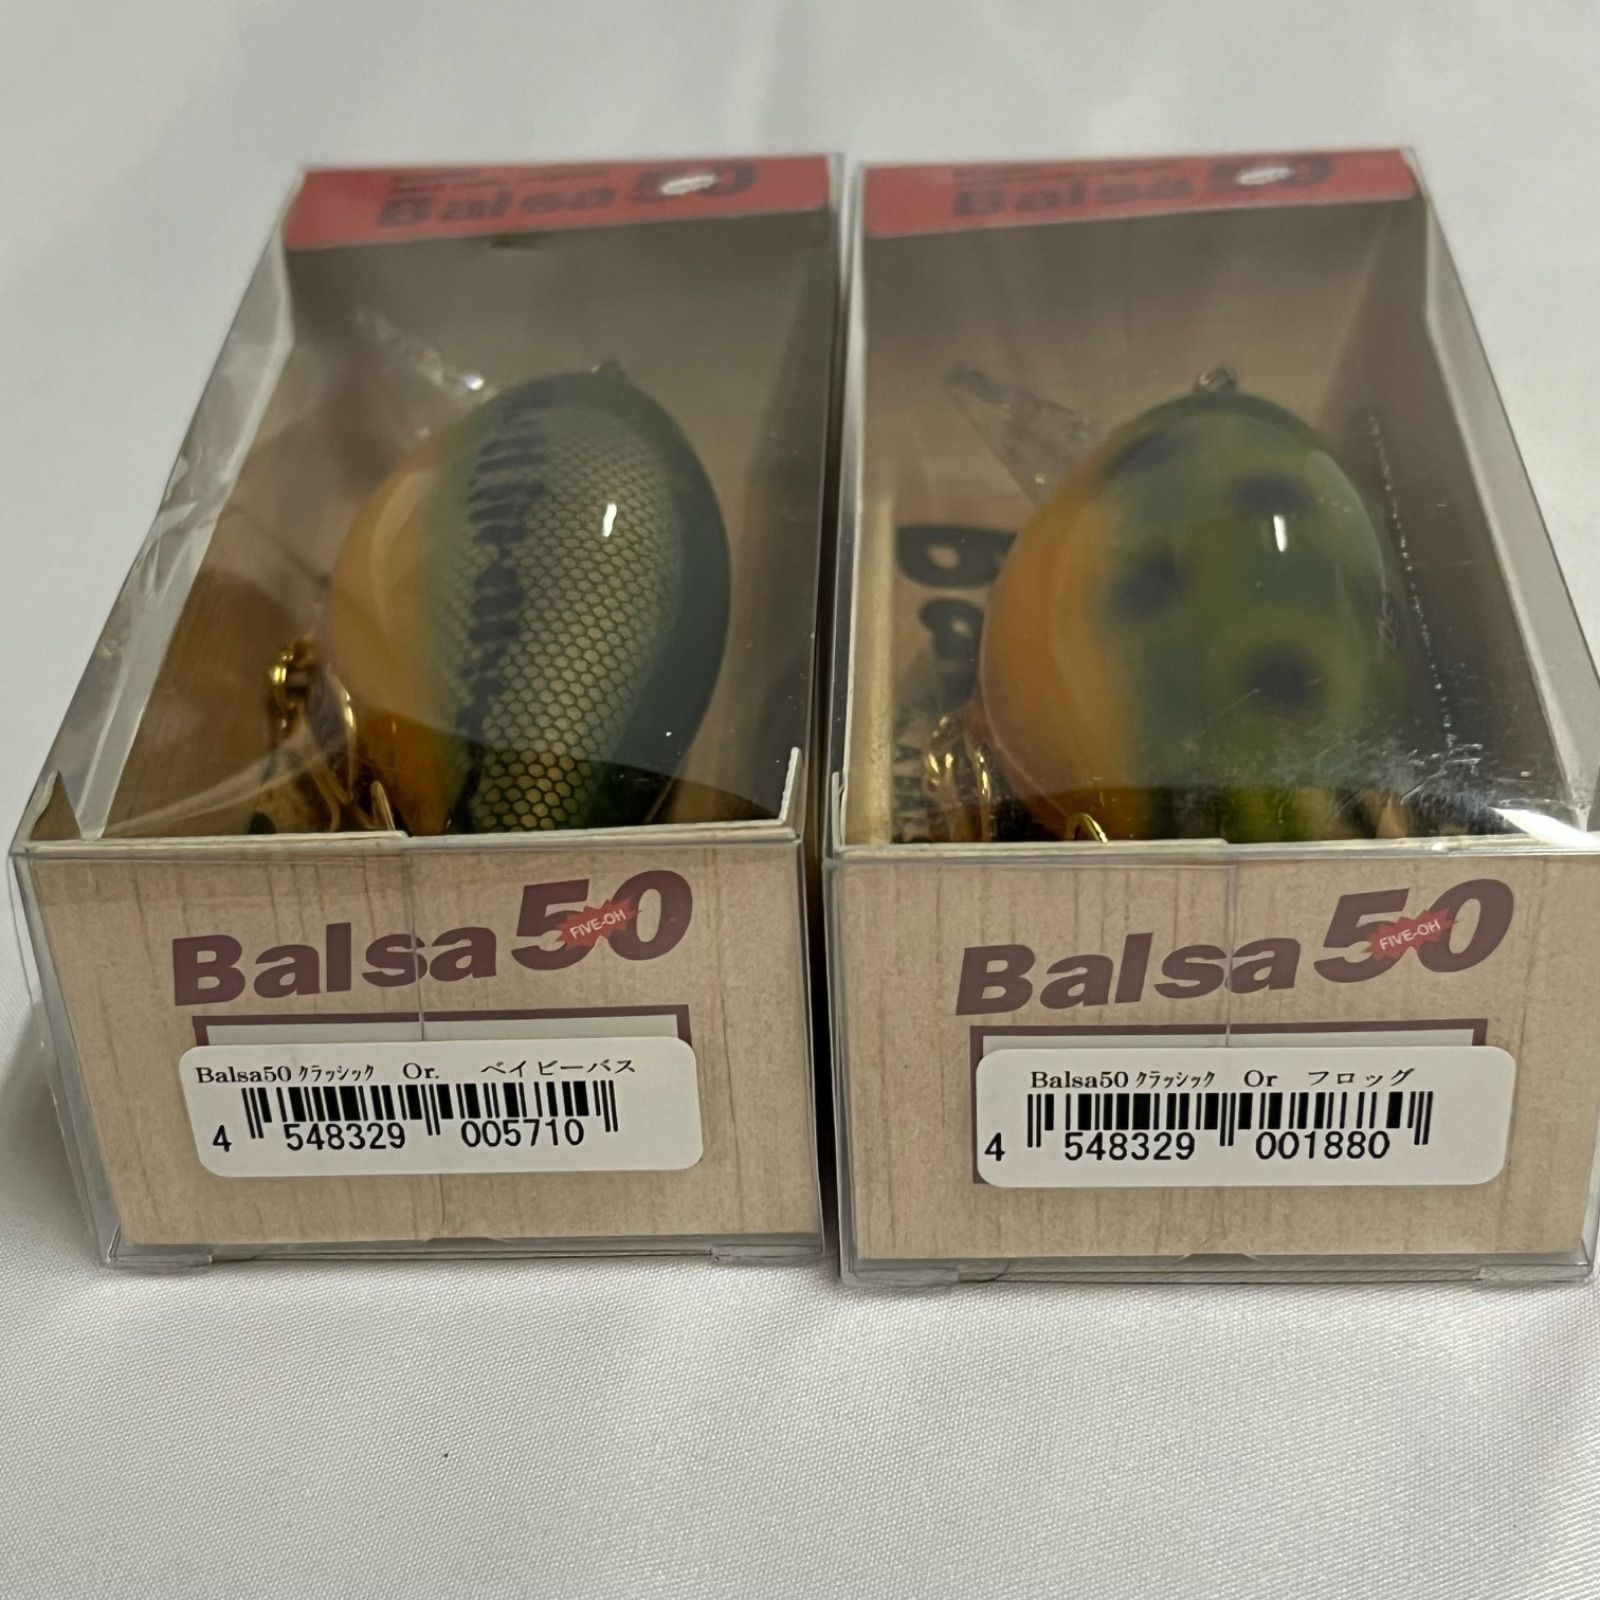 Balsa50
Balsa50
Balsa50
FIVE-OH
Balsa50 ｸﾗｯｼｯｸ Or. ベイビーバス
4 548329 005710
Balsa50
FIVE-OH
Balsa50 ｸﾗｯｼｯｸ Or フロッグ
4 548329 001880